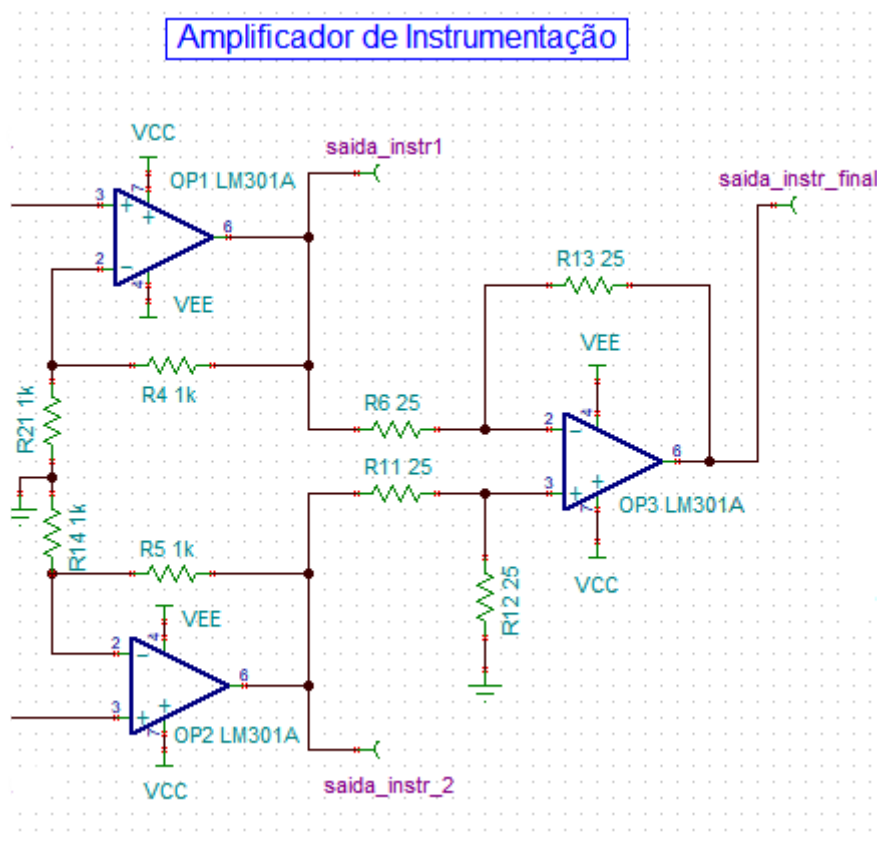 Amplificador de Instrumentação
VCC
saida_instr1
OP1 LM301A
saida_instr_final
3
7
+
+
6
2
−
4
VEE
R13 25
VEE
R4 1k
R21 1k
R6 25
2
−
4
6
R11 25
3
+
+
7
OP3 LM301A
VCC
R14 1k
R5 1k
R12 25
VEE
2
−
4
6
3
+
+
7
OP2 LM301A
VCC
saida_instr_2